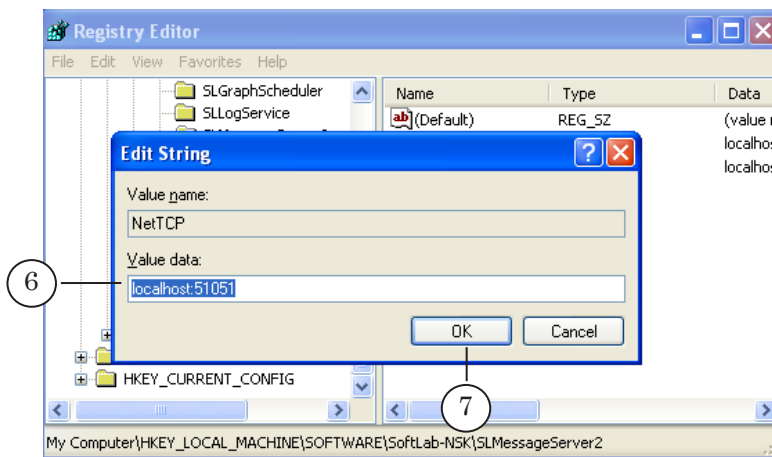 Registry Editor
File Edit View Favorites Help
SLGraphScheduler
SLLogService
Name Type Data
ab (Default) REG_SZ (value
localhos
localhos
Edit String
Value name:
NetTCP
Value data:
6
localhost:51051
OK Cancel
7
HKEY_CURRENT_CONFIG
My Computer\HKEY_LOCAL_MACHINE\SOFTWARE\SoftLab-NSK\SLMessageServer2